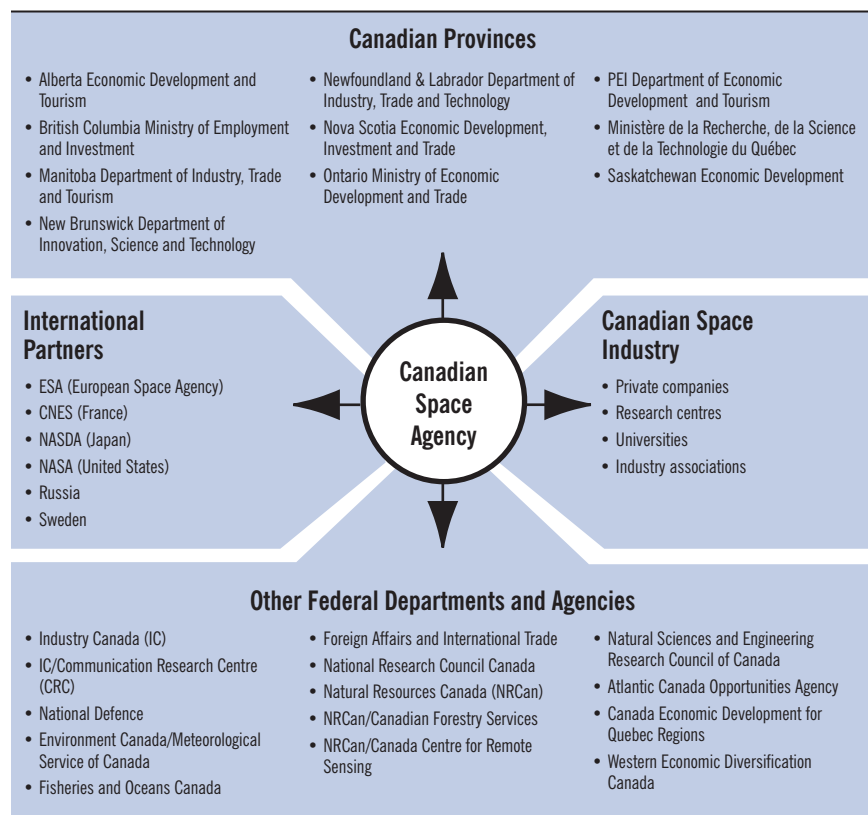 Canadian Provinces
• Alberta Economic Development and
Tourism
• British Columbia Ministry of Employment
and Investment
• Manitoba Department of Industry, Trade
and Tourism
• New Brunswick Department of
Innovation, Science and Technology
• Newfoundland & Labrador Department of
Industry, Trade and Technology
• Nova Scotia Economic Development,
Investment and Trade
• Ontario Ministry of Economic
Development and Trade
• PEI Department of Economic
Development and Tourism
• Ministère de la Recherche, de la Science
et de la Technologie du Québec
• Saskatchewan Economic Development
International
Partners
• ESA (European Space Agency)
• CNES (France)
• NASDA (Japan)
• NASA (United States)
• Russia
• Sweden
Canadian
Space
Agency
Canadian Space
Industry
• Private companies
• Research centres
• Universities
• Industry associations
Other Federal Departments and Agencies
• Industry Canada (IC)
• IC/Communication Research Centre
(CRC)
• National Defence
• Environment Canada/Meteorological
Service of Canada
• Fisheries and Oceans Canada
• Foreign Affairs and International Trade
• National Research Council Canada
• Natural Resources Canada (NRCan)
• NRCan/Canadian Forestry Services
• NRCan/Canada Centre for Remote
Sensing
• Natural Sciences and Engineering
Research Council of Canada
• Atlantic Canada Opportunities Agency
• Canada Economic Development for
Quebec Regions
• Western Economic Diversification
Canada